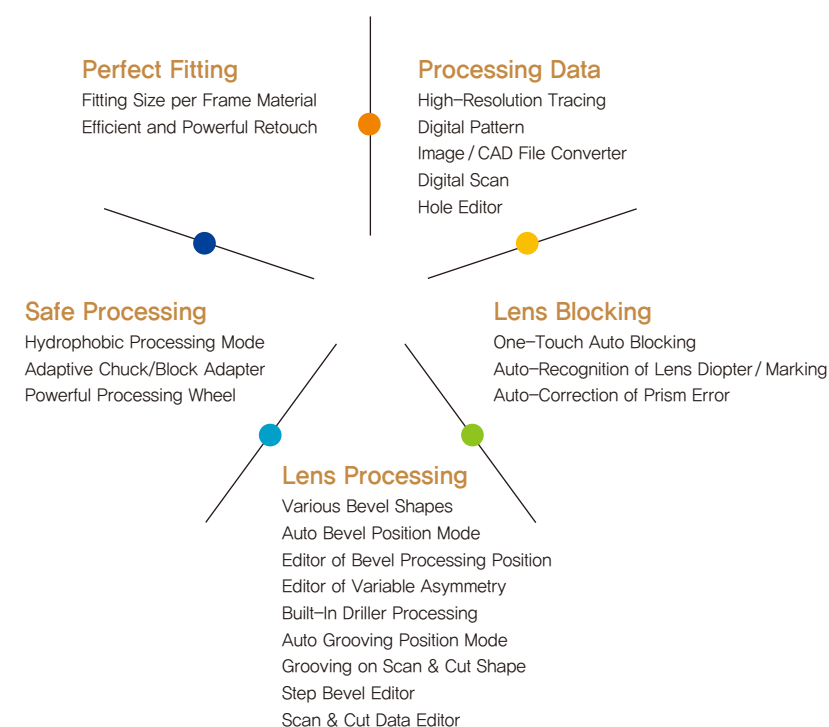 Perfect Fitting
Fitting Size per Frame Material
Efficient and Powerful Retouch
Processing Data
High-Resolution Tracing
Digital Pattern
Image / CAD File Converter
Digital Scan
Hole Editor
Safe Processing
Hydrophobic Processing Mode
Adaptive Chuck/Block Adapter
Powerful Processing Wheel
Lens Blocking
One-Touch Auto Blocking
Auto-Recognition of Lens Diopter / Marking
Auto-Correction of Prism Error
Lens Processing
Various Bevel Shapes
Auto Bevel Position Mode
Editor of Bevel Processing Position
Editor of Variable Asymmetry
Built-In Driller Processing
Auto Grooving Position Mode
Grooving on Scan & Cut Shape
Step Bevel Editor
Scan & Cut Data Editor